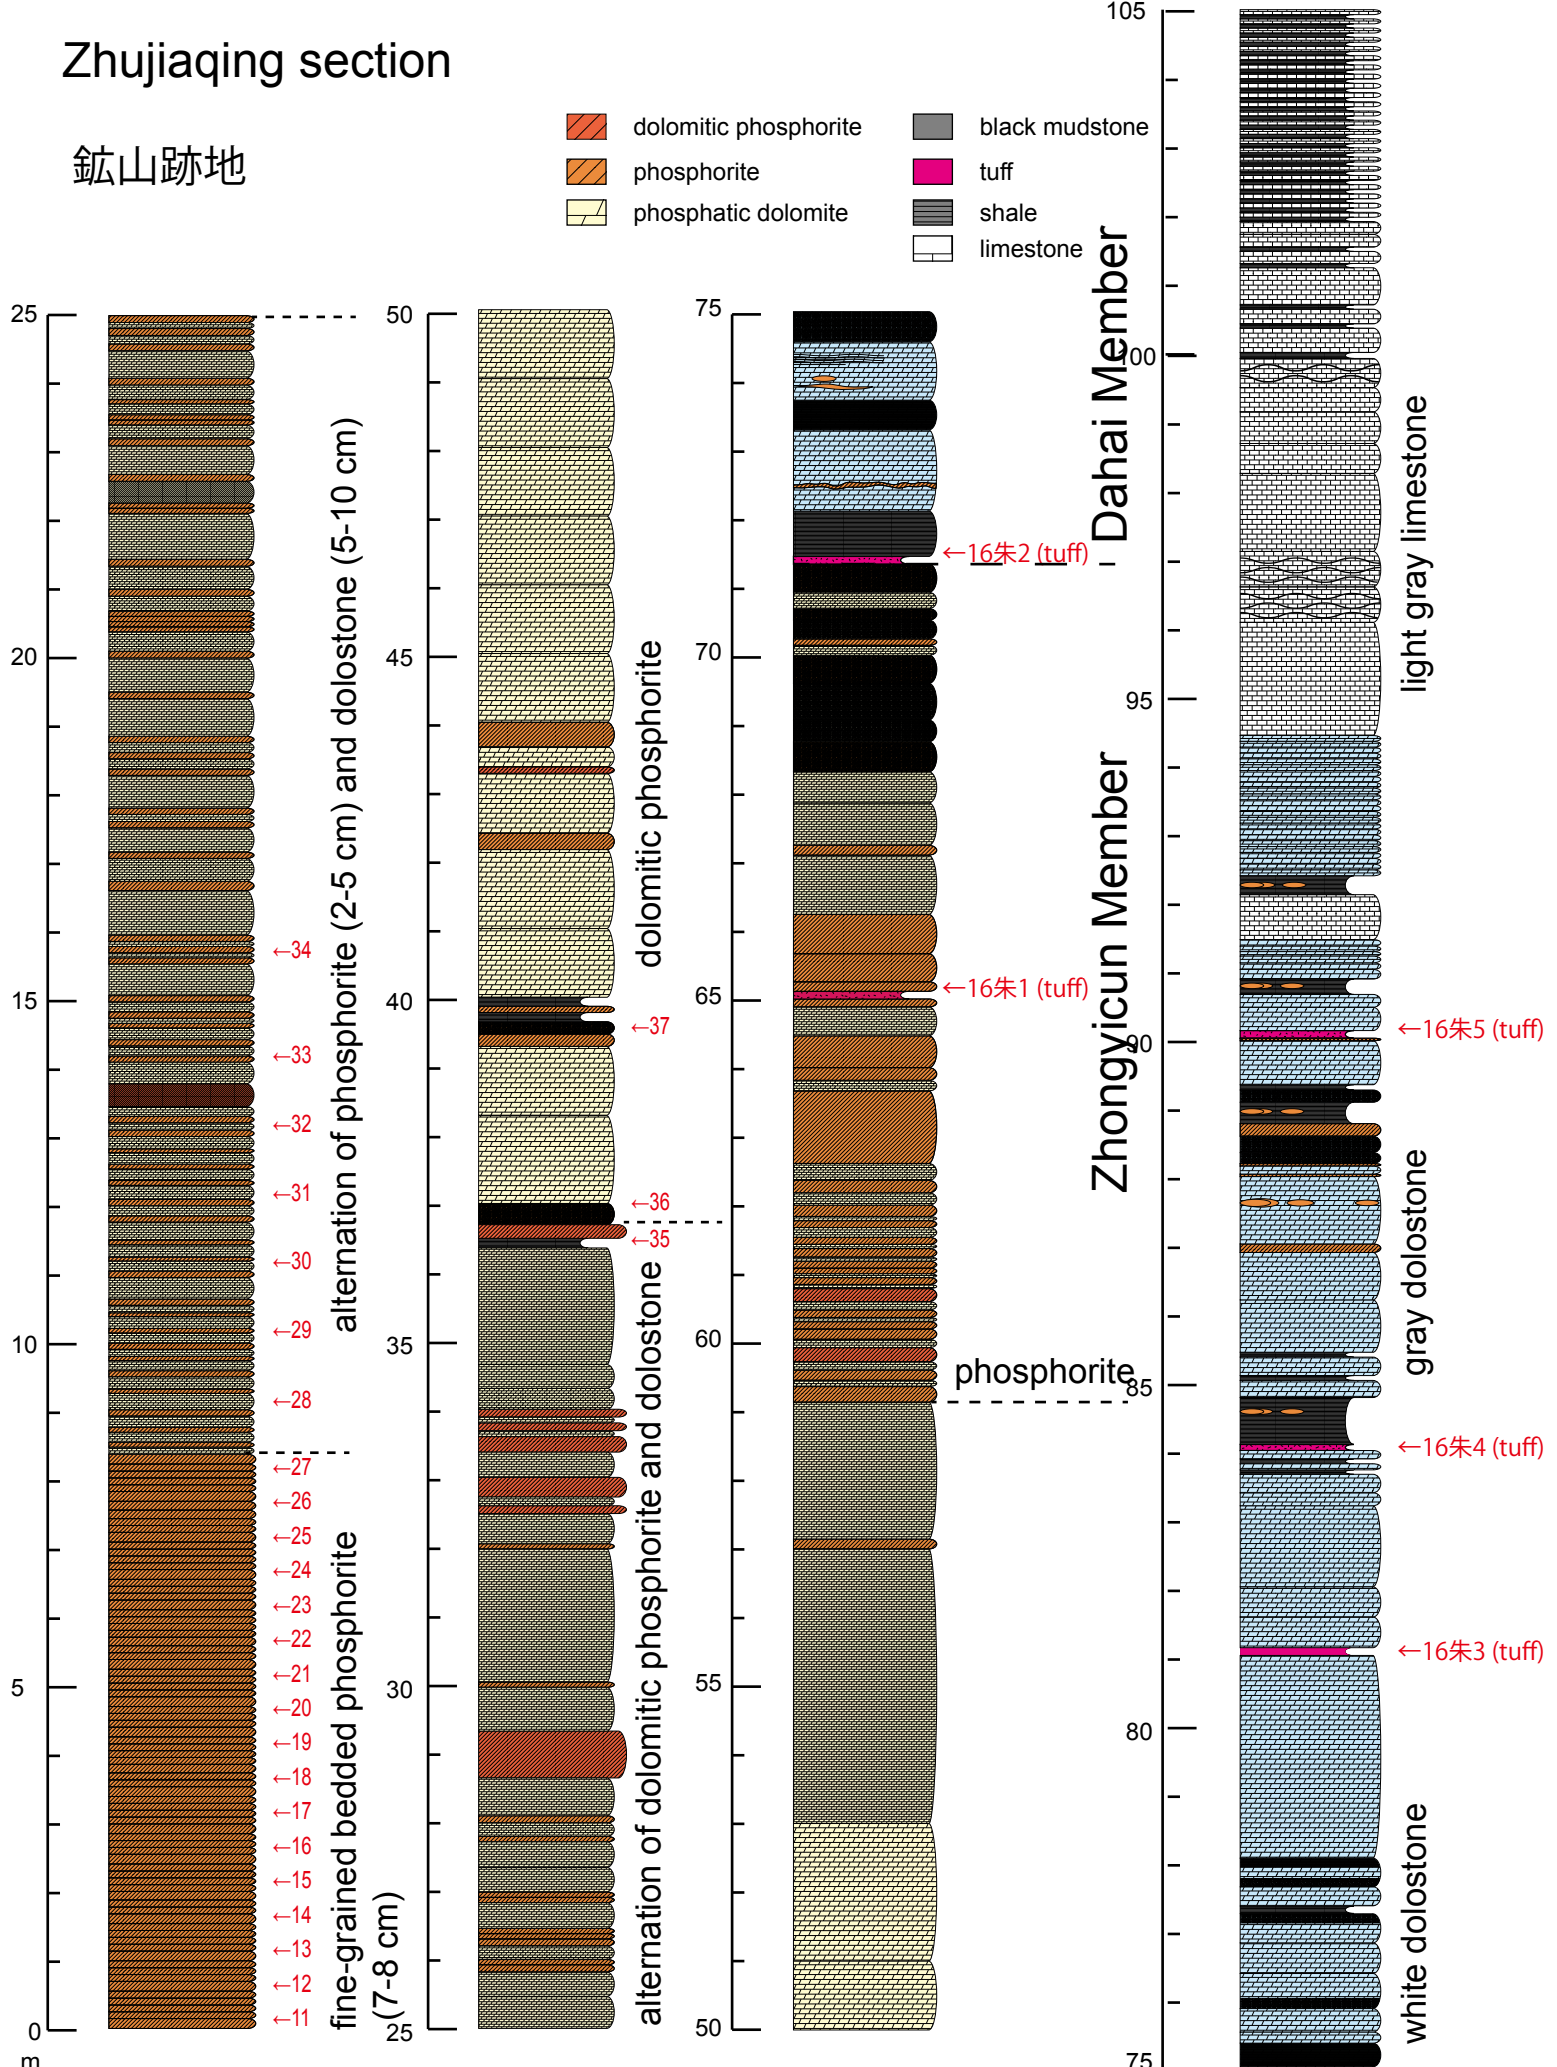 Zhujiaqing section
鉱山跡地
dolomitic phosphorite
phosphorite
phosphatic dolomite
black mudstone
tuff
shale
limestone
25
20
15
10
5
0
m
←34
←33
←32
←31
←30
←29
←28
←27
←26
←25
←24
←23
←22
←21
←20
←19
←18
←17
←16
←15
←14
←13
←12
←11
alternation of phosphorite (2-5 cm) and dolostone (5-10 cm)
fine-grained bedded phosphorite
(7-8 cm)
50
45
40
35
30
25
←37
←36
←35
dolomitic phosphorite
alternation of dolomitic phosphorite and dolostone
75
70
65
60
55
50
←16朱2 (tuff)
←16朱1 (tuff)
phosphorite
Dahai Member
Zhongyicun Member
105
100
95
90
85
80
75
←16朱5 (tuff)
←16朱4 (tuff)
←16朱3 (tuff)
light gray limestone
gray dolostone
white dolostone